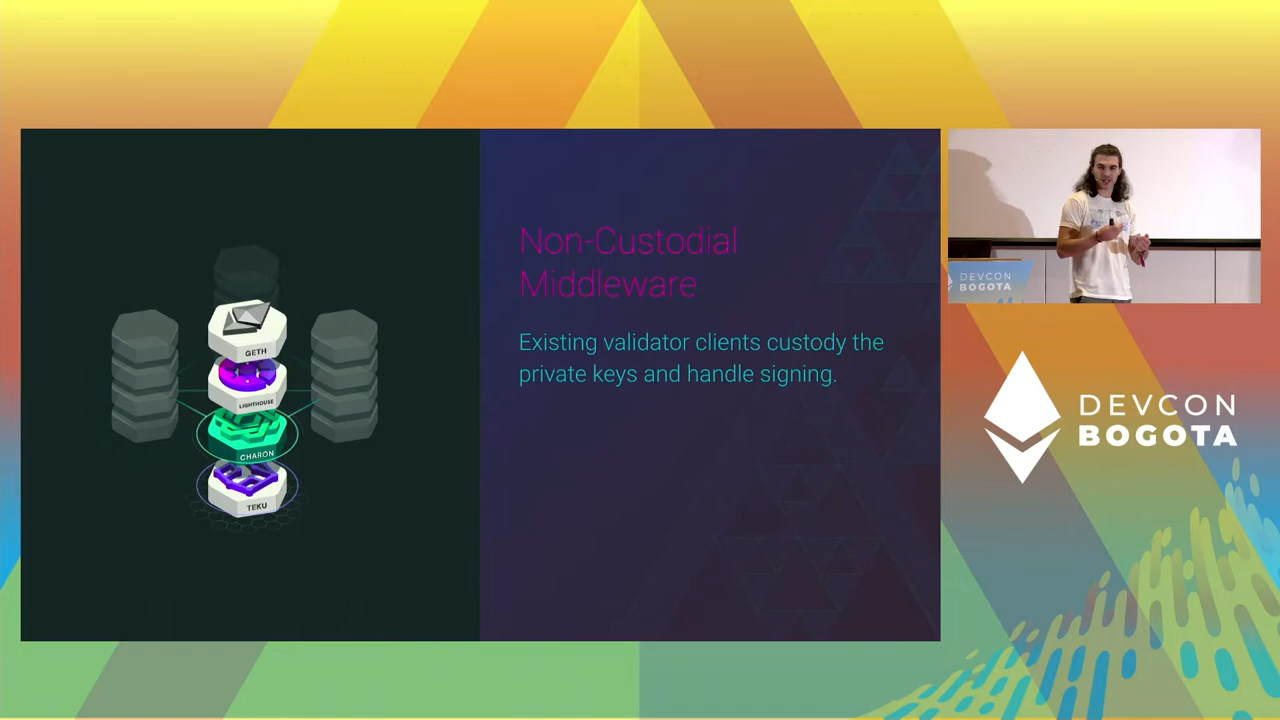 Non-Custodial
Middleware
Existing validator clients custody the
private keys and handle signing.
GETH
LIGHTHOUSE
CHARON
TEKU
DEVCON
BOGOTA
DEVCON
BOGOTA